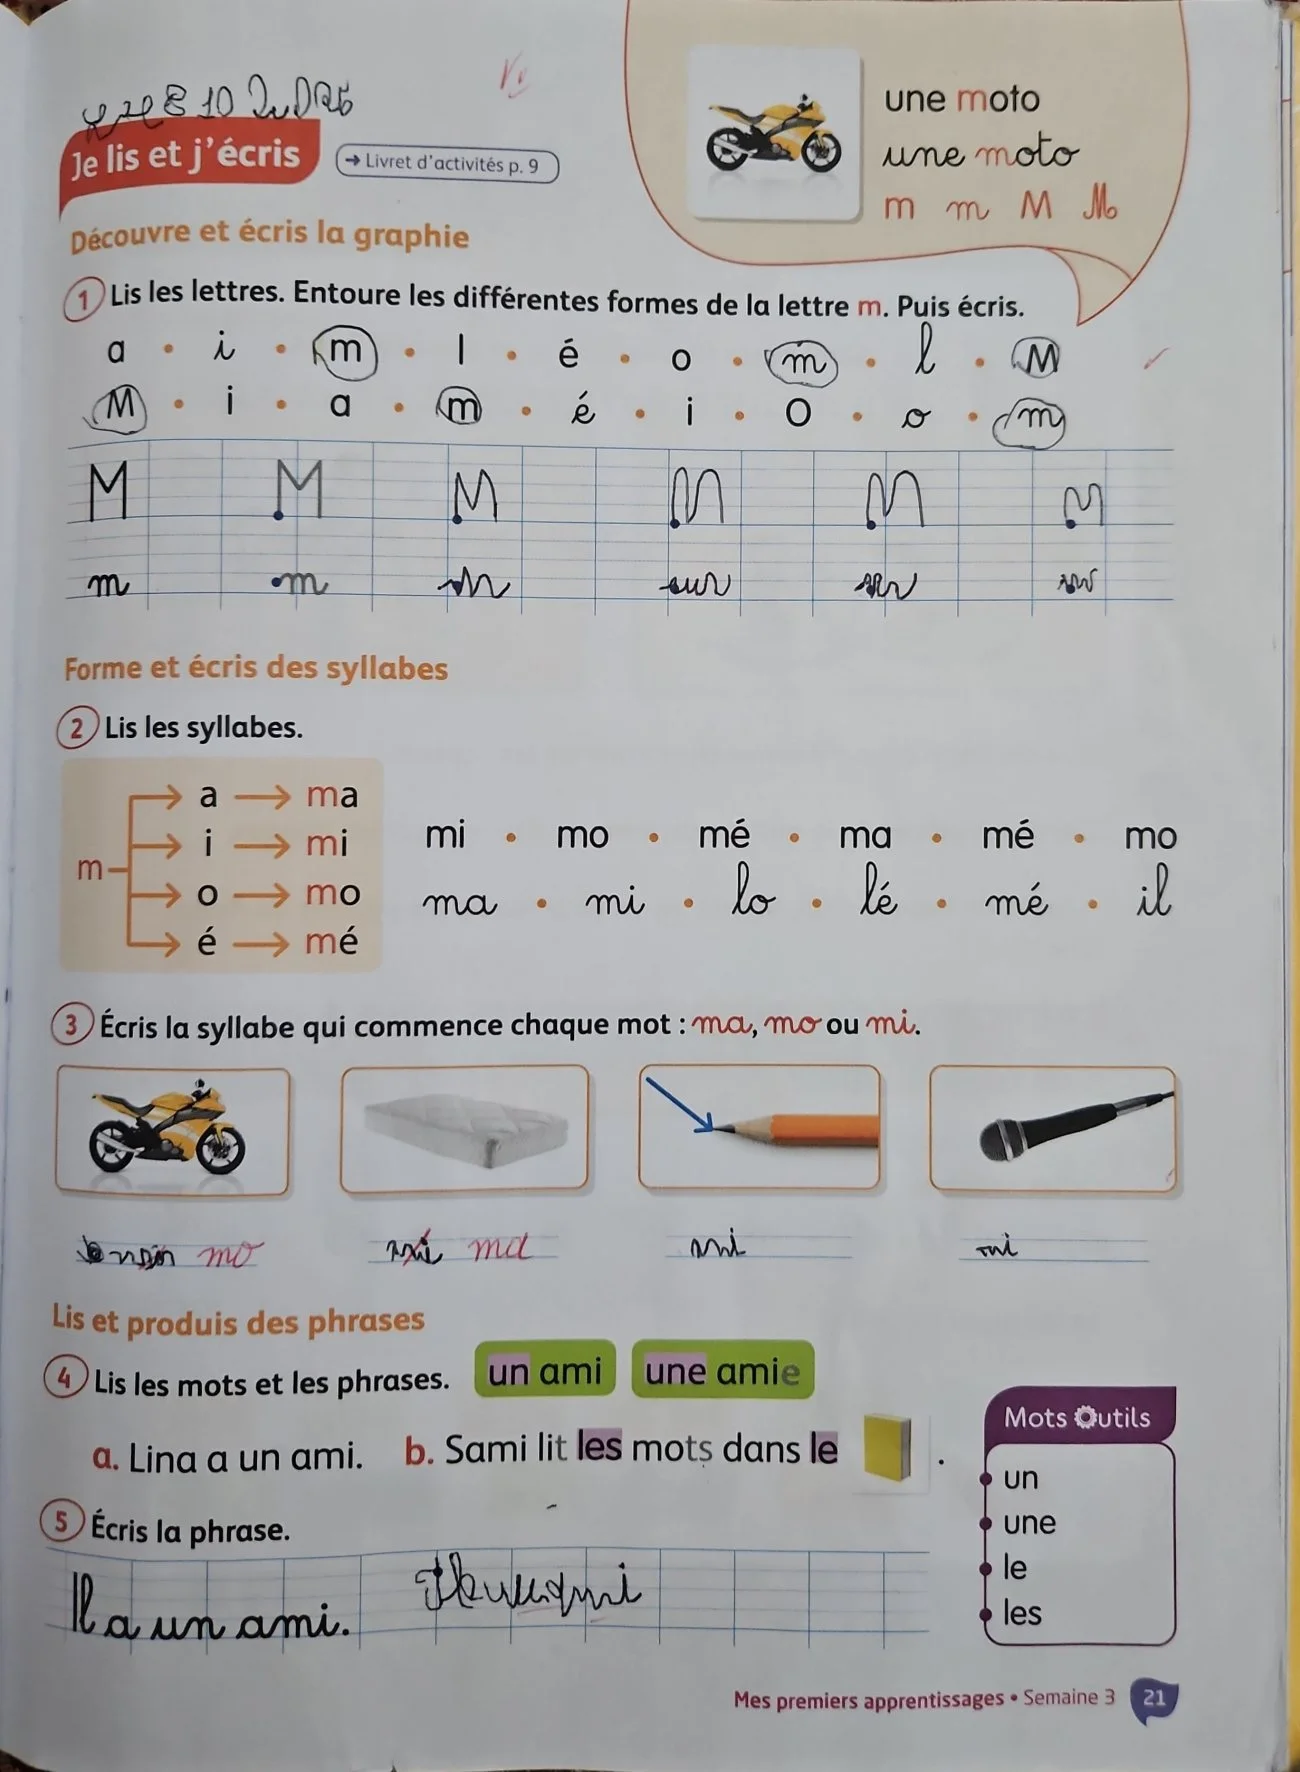 une moto
une moto
m m M M
Je lis et j'écris
→ Livret d'activités p. 9
Découvre et écris la graphie
1 Lis les lettres. Entoure les différentes formes de la lettre m. Puis écris.
a • i • m • l • é • o • m • l • M
M • i • a • m • é • i • O • o • m
M M M M M M
m m
Forme et écris des syllabes
2 Lis les syllabes.
m
a → ma
i → mi
o → mo
é → mé
mi • mo • mé • ma • mé • mo
ma • mi • lo • lé • mé • il
3 Écris la syllabe qui commence chaque mot : ma, mo ou mi.
mo ma mi mi
Lis et produis des phrases
4 Lis les mots et les phrases. un ami une amie
a. Lina a un ami. b. Sami lit les mots dans le .
Mots Outils
un
une
le
les
5 Écris la phrase.
Il a un ami.
Mes premiers apprentissages • Semaine 3 21